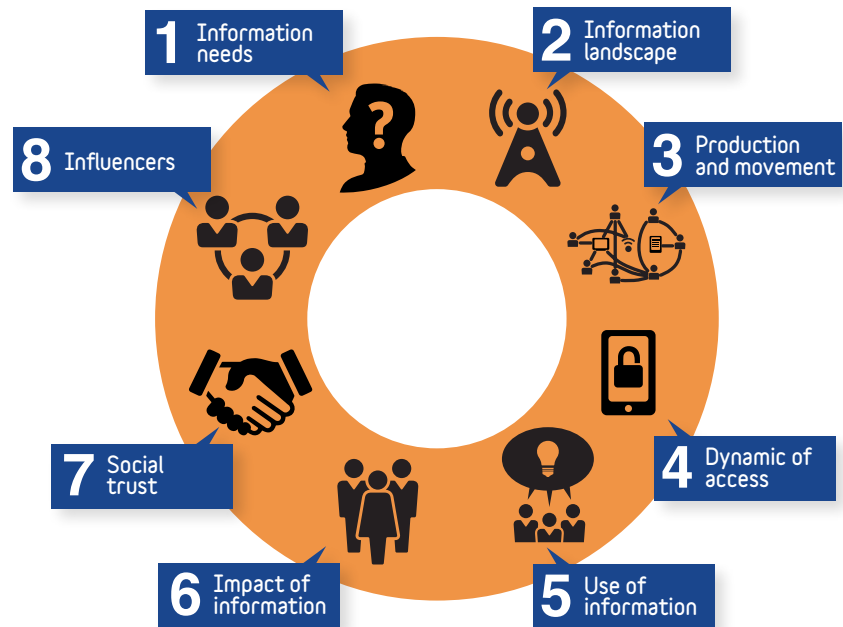 1 Information
needs
2 Information
landscape
3 Production
and movement
4 Dynamic of
access
5 Use of
information
6 Impact of
information
7 Social
trust
8 Influencers
?